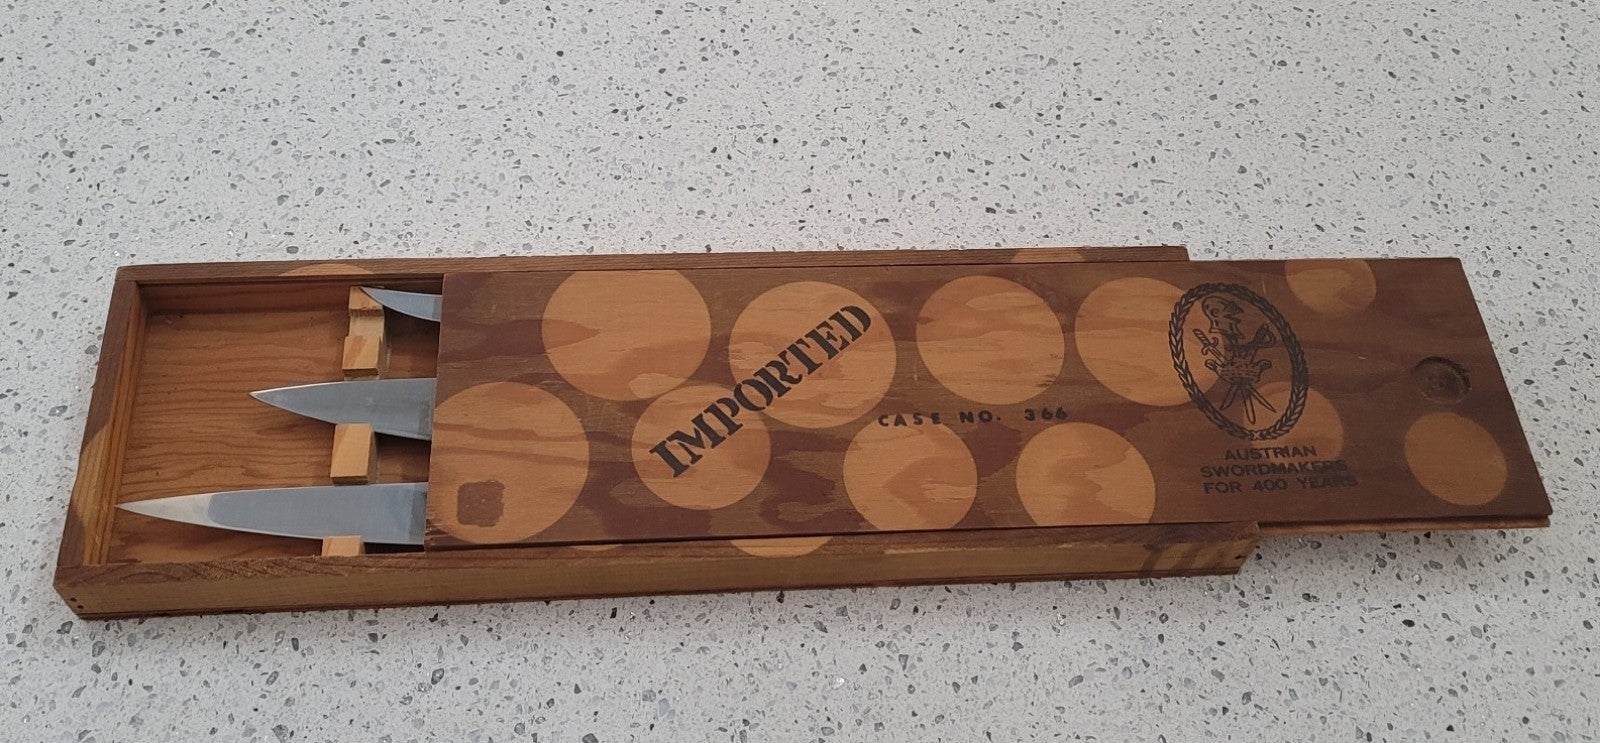 IMPORTED
CASE NO. 366
AUSTRIAN
SWORDMAKERS
FOR 400 YEARS